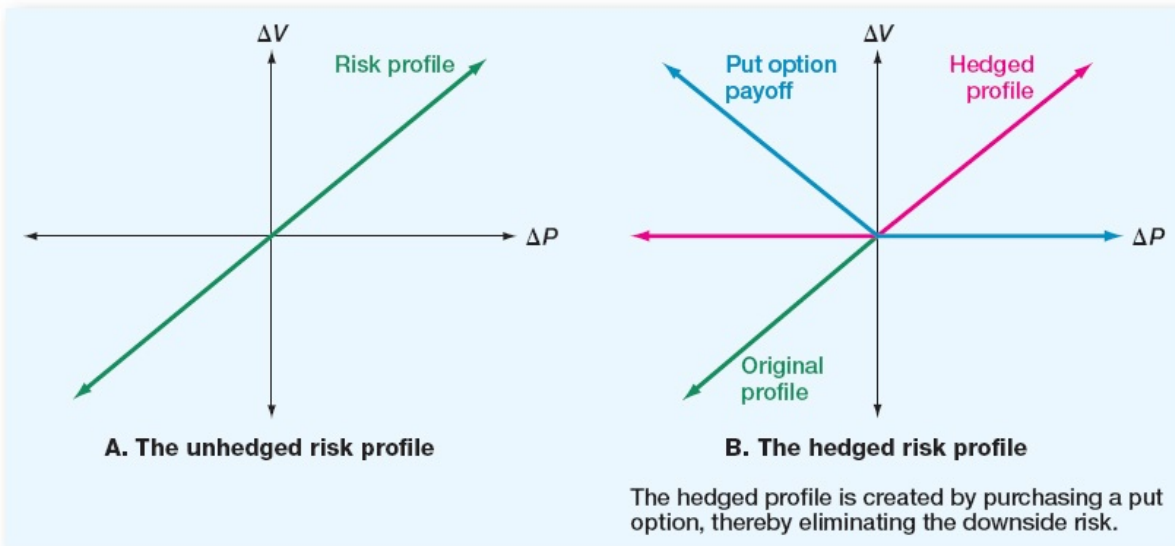 ΔV
Risk profile
ΔP
A. The unhedged risk profile
ΔV
Put option
payoff
Hedged
profile
ΔP
Original
profile
B. The hedged risk profile
The hedged profile is created by purchasing a put
option, thereby eliminating the downside risk.